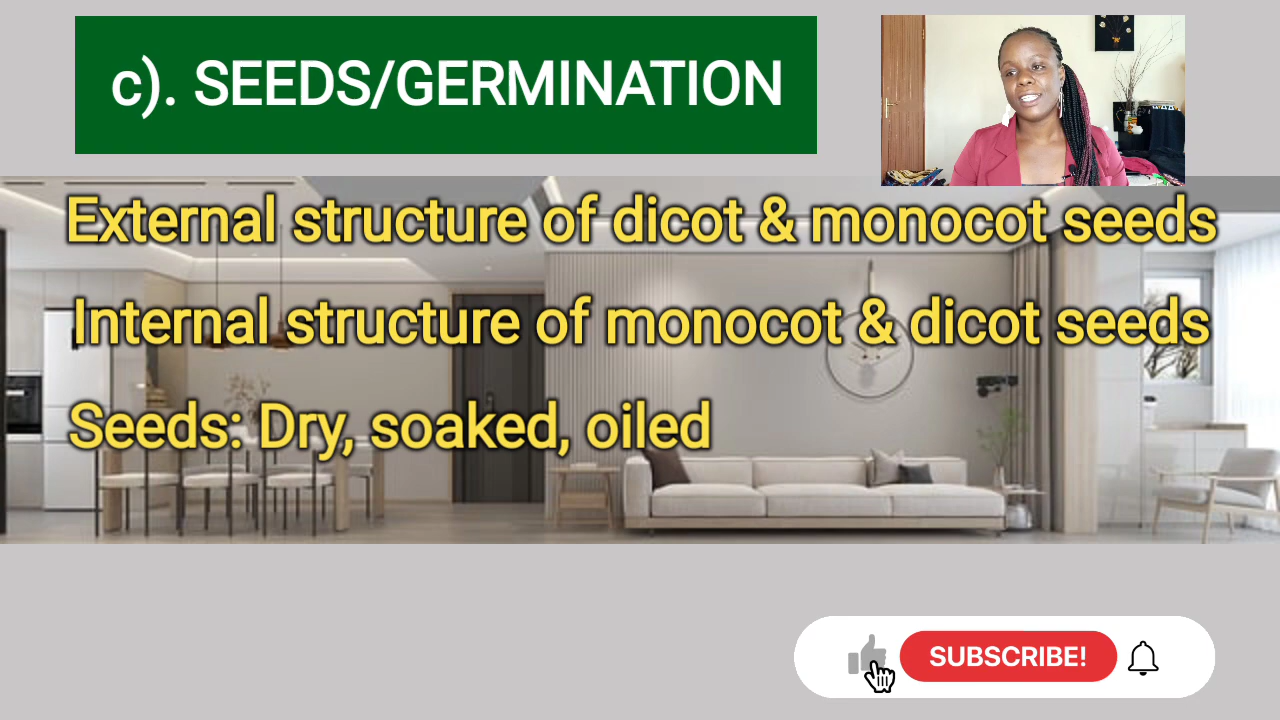 c). SEEDS/GERMINATION
External structure of dicot & monocot seeds
Internal structure of monocot & dicot seeds
Seeds: Dry, soaked, oiled
SUBSCRIBE!